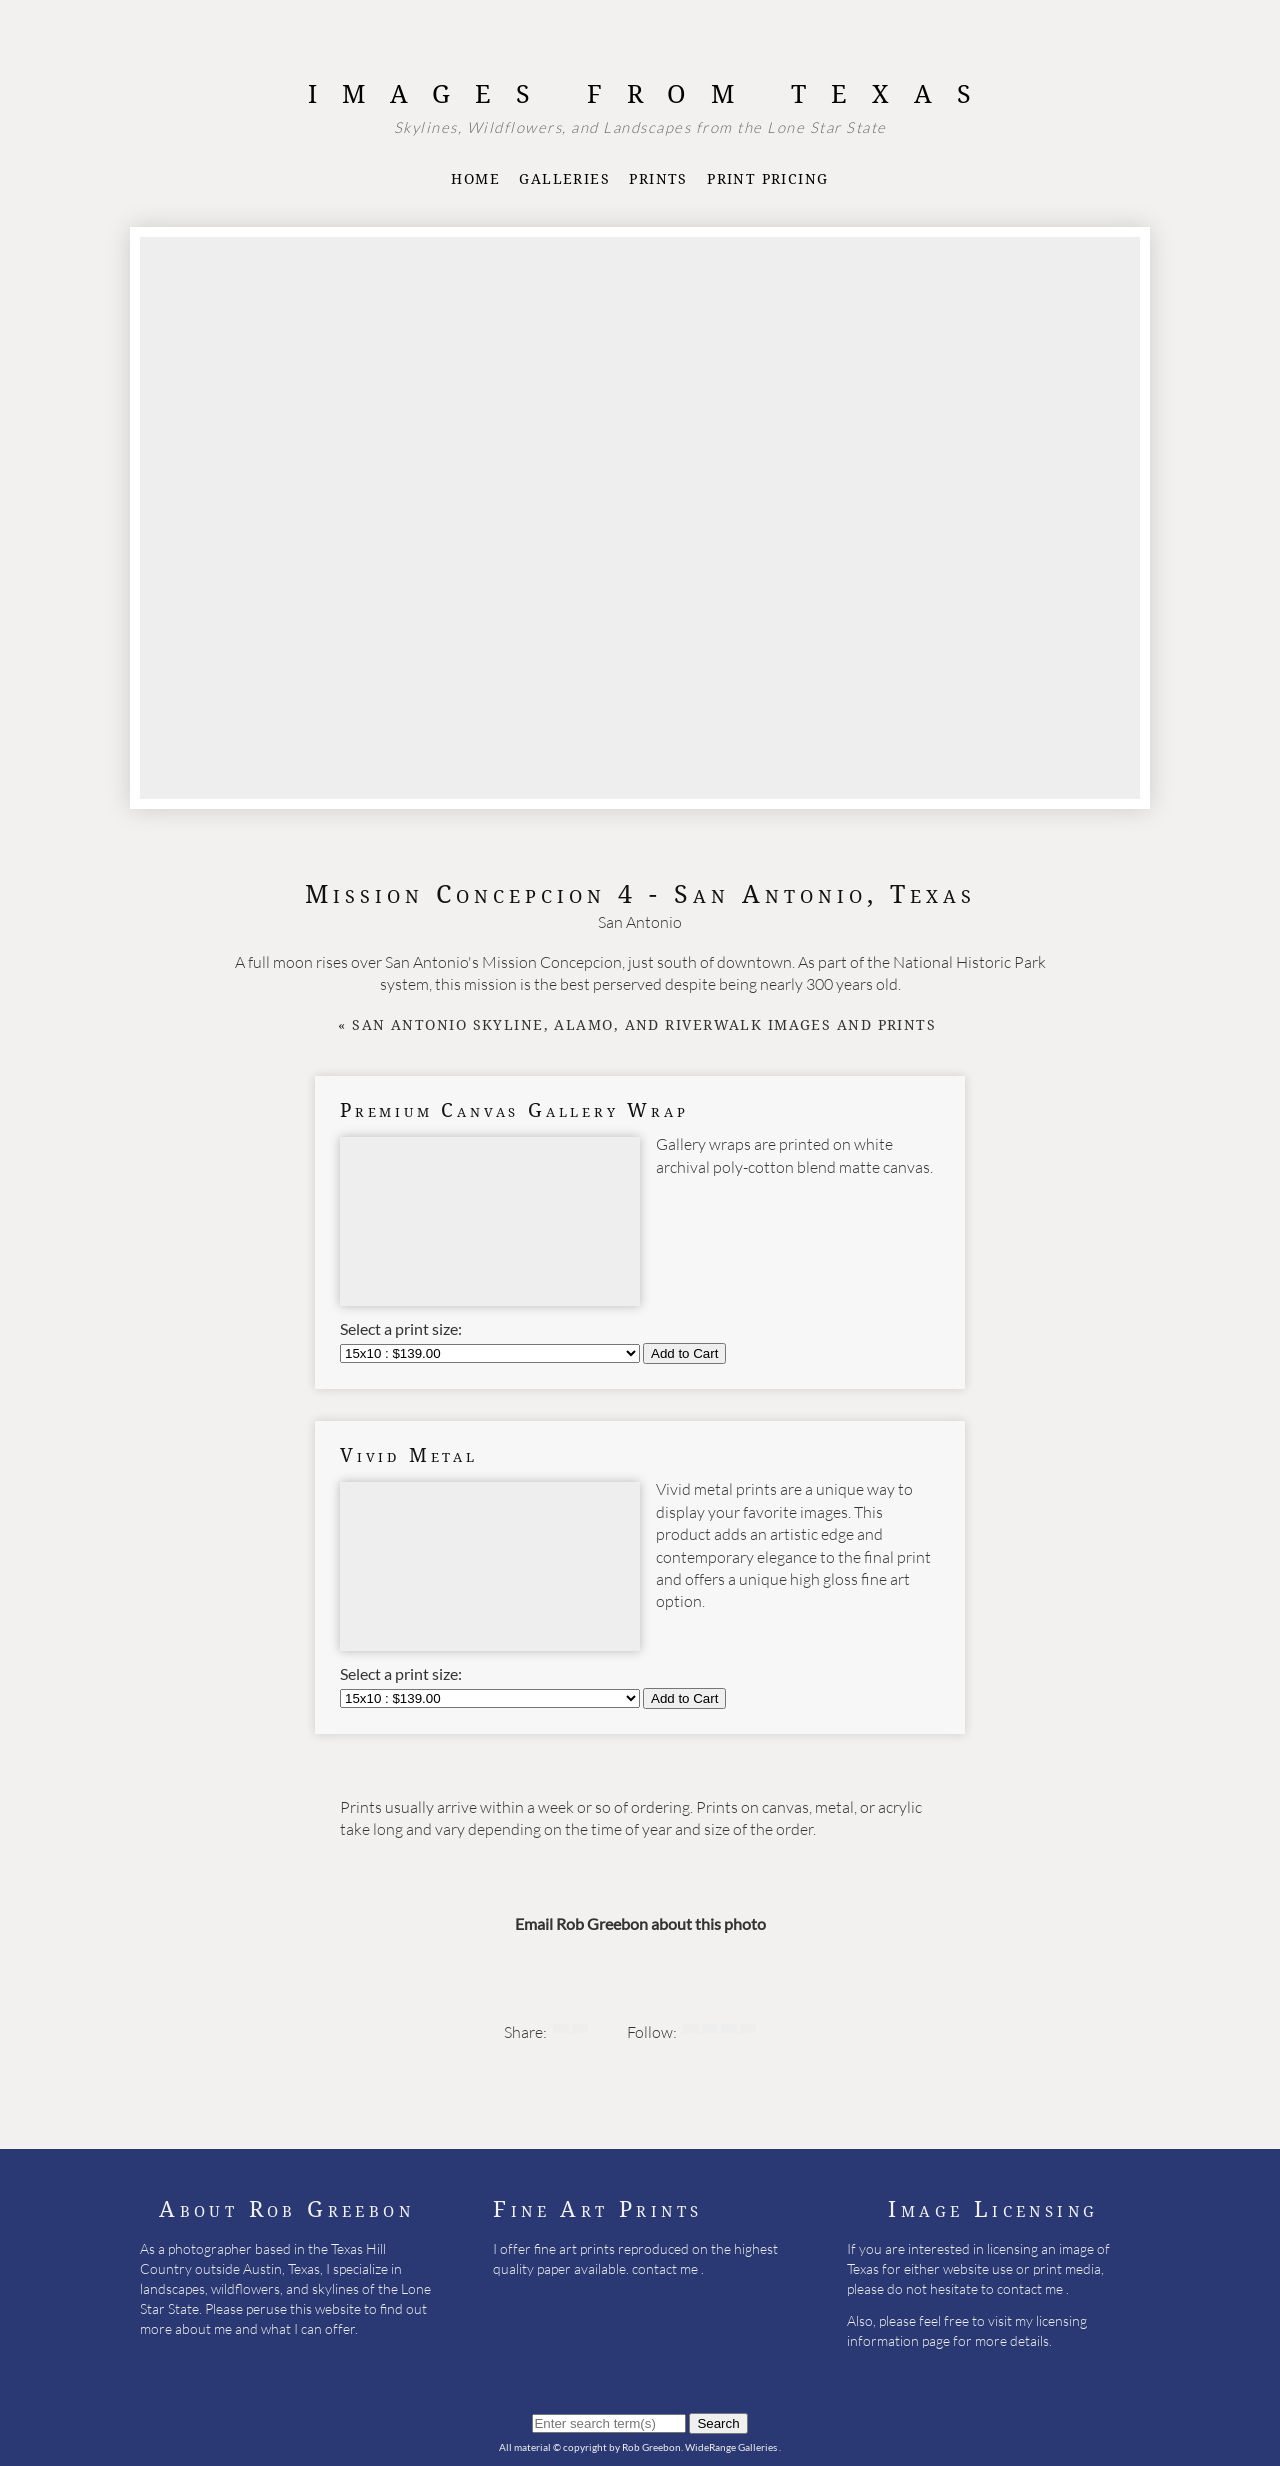 IMAGES FROM TEXAS
Skylines, Wildflowers, and Landscapes from the Lone Star State
HOME GALLERIES PRINTS PRINT PRICING
Mission Concepcion 4 - San Antonio, Texas
San Antonio
A full moon rises over San Antonio's Mission Concepcion, just south of downtown. As part of the National Historic Park
system, this mission is the best perserved despite being nearly 300 years old.
« SAN ANTONIO SKYLINE, ALAMO, AND RIVERWALK IMAGES AND PRINTS
Premium Canvas Gallery Wrap
Gallery wraps are printed on white
archival poly-cotton blend matte canvas.
Select a print size:
15x10 : $139.00 Add to Cart
Vivid Metal
Vivid metal prints are a unique way to
display your favorite images. This
product adds an artistic edge and
contemporary elegance to the final print
and offers a unique high gloss fine art
option.
Select a print size:
15x10 : $139.00 Add to Cart
Prints usually arrive within a week or so of ordering. Prints on canvas, metal, or acrylic
take long and vary depending on the time of year and size of the order.
Email Rob Greebon about this photo
Share: Follow:
About Rob Greebon
As a photographer based in the Texas Hill
Country outside Austin, Texas, I specialize in
landscapes, wildflowers, and skylines of the Lone
Star State. Please peruse this website to find out
more about me and what I can offer.
Fine Art Prints
I offer fine art prints reproduced on the highest
quality paper available. contact me .
Image Licensing
If you are interested in licensing an image of
Texas for either website use or print media,
please do not hesitate to contact me .
Also, please feel free to visit my licensing
information page for more details.
Enter search term(s) Search
All material © copyright by Rob Greebon. WideRange Galleries .